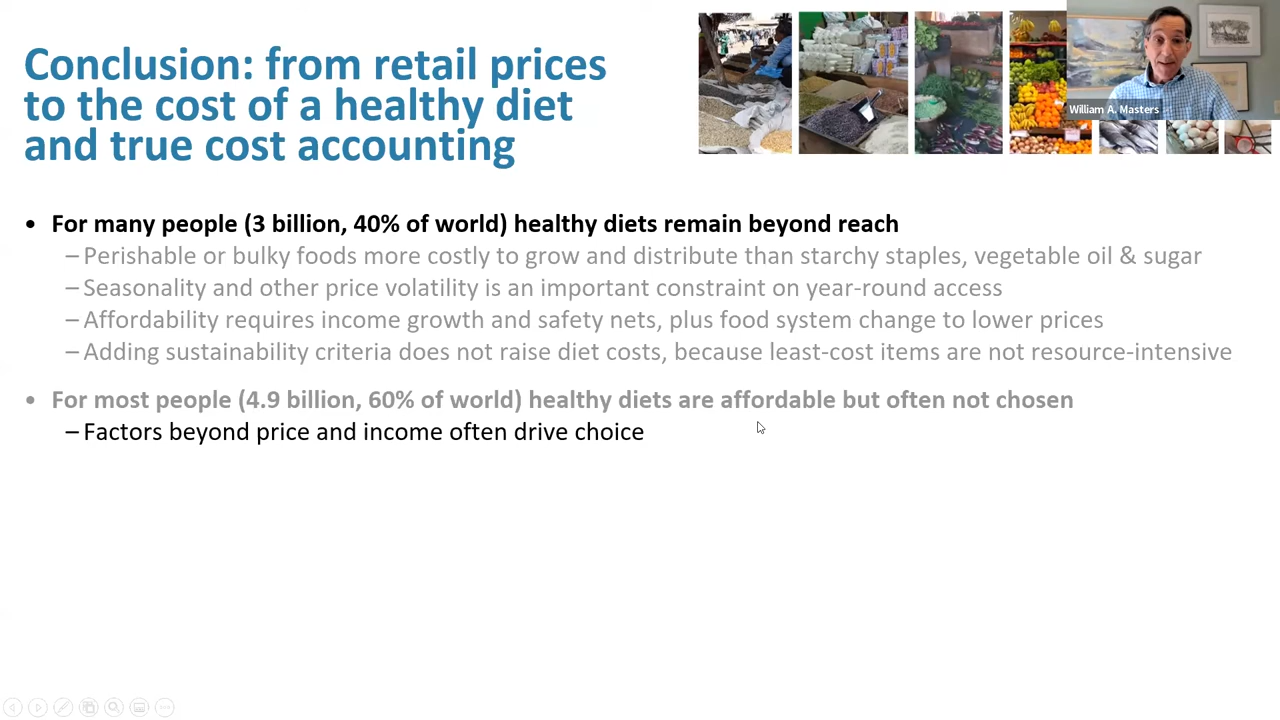 Conclusion: from retail prices
to the cost of a healthy diet
and true cost accounting
William A. Masters
• For many people (3 billion, 40% of world) healthy diets remain beyond reach
– Perishable or bulky foods more costly to grow and distribute than starchy staples, vegetable oil & sugar
– Seasonality and other price volatility is an important constraint on year-round access
– Affordability requires income growth and safety nets, plus food system change to lower prices
– Adding sustainability criteria does not raise diet costs, because least-cost items are not resource-intensive
• For most people (4.9 billion, 60% of world) healthy diets are affordable but often not chosen
– Factors beyond price and income often drive choice